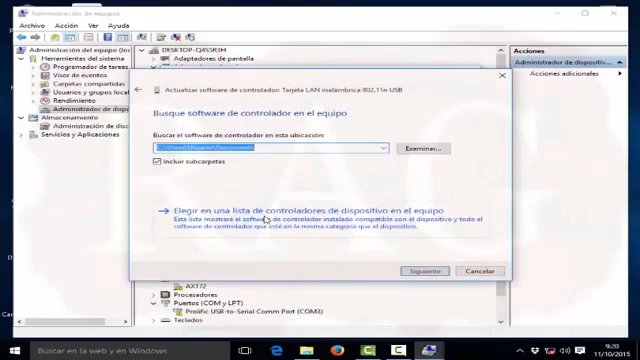 Administración de equipos
Archivo Acción Ver Ayuda
Administración del equipo (loc
Herramientas del sistema
Programador de tareas
Visor de eventos
Carpetas compartidas
Usuarios y grupos locale
Rendimiento
Administrador de dispo
Almacenamiento
Administración de disc
Servicios y Aplicaciones
DESKTOP-Q45SR3H
Adaptadores de pantalla
Acciones
Administrador de dispositiv...
Acciones adicionales
Actualizar software de controlador: Tarjeta LAN inalámbrica 802.11n USB
Busque software de controlador en el equipo
Buscar el software de controlador en esta ubicación:
C:\Users\Usuario\Documents
Examinar...
Incluir subcarpetas
Elegir en una lista de controladores de dispositivo en el equipo
Esta lista mostrará el software de controlador instalado compatible con el dispositivo y todo el
software de controlador que esté en la misma categoría que el dispositivo.
Siguiente
Cancelar
AX172
Procesadores
Puertos (COM y LPT)
Prolific USB-to-Serial Comm Port (COM3)
Teclados
Buscar en la web y en Windows
9:20
11/10/2015